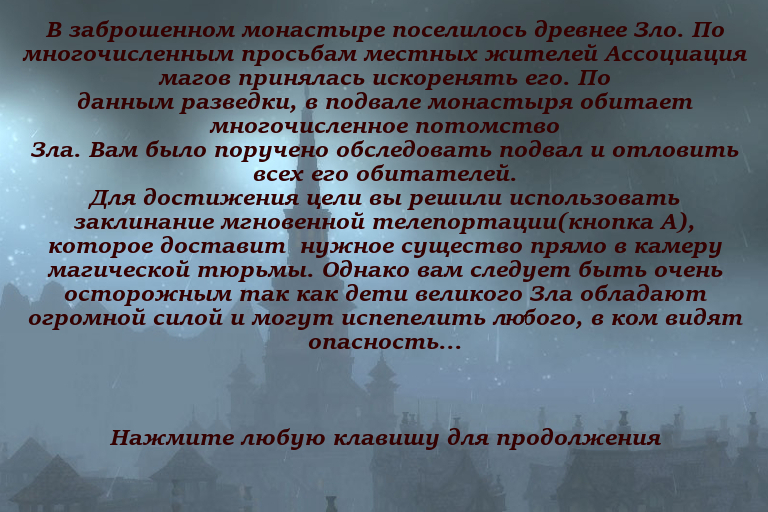 В заброшенном монастыре поселилось древнее Зло. По
многочисленным просьбам местных жителей Ассоциация
магов принялась искоренять его. По
данным разведки, в подвале монастыря обитает
многочисленное потомство
Зла. Вам было поручено обследовать подвал и отловить
всех его обитателей.
Для достижения цели вы решили использовать
заклинание мгновенной телепортации(кнопка А),
которое доставит  нужное существо прямо в камеру
магической тюрьмы. Однако вам следует быть очень
осторожным так как дети великого Зла обладают
огромной силой и могут испепелить любого, в ком видят
опасность...
Нажмите любую клавишу для продолжения